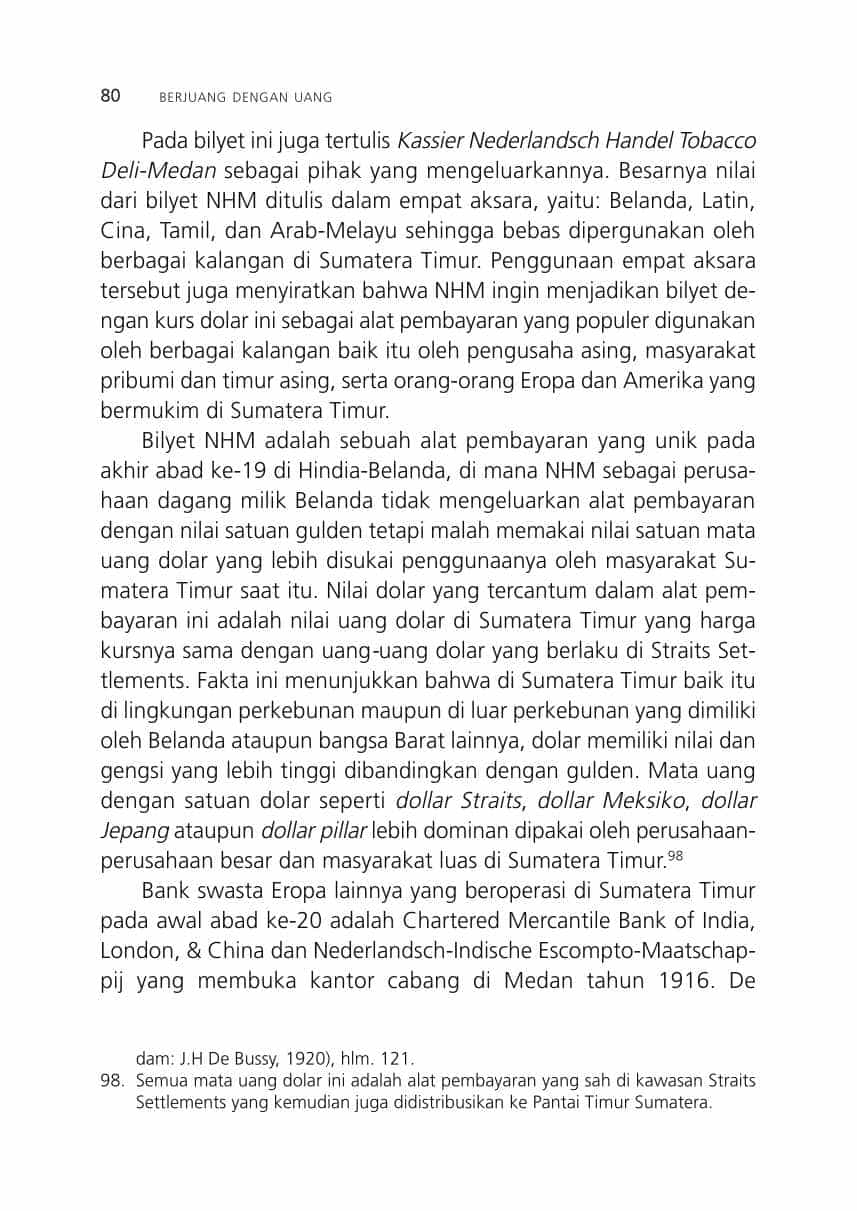 80 BERJUANG DENGAN UANG
Pada bilyet ini juga tertulis Kassier Nederlandsch Handel Tobacco
Deli-Medan sebagai pihak yang mengeluarkannya. Besarnya nilai
dari bilyet NHM ditulis dalam empat aksara, yaitu: Belanda, Latin,
Cina, Tamil, dan Arab-Melayu sehingga bebas dipergunakan oleh
berbagai kalangan di Sumatera Timur. Penggunaan empat aksara
tersebut juga menyiratkan bahwa NHM ingin menjadikan bilyet de-
ngan kurs dolar ini sebagai alat pembayaran yang populer digunakan
oleh berbagai kalangan baik itu oleh pengusaha asing, masyarakat
pribumi dan timur asing, serta orang-orang Eropa dan Amerika yang
bermukim di Sumatera Timur.
Bilyet NHM adalah sebuah alat pembayaran yang unik pada
akhir abad ke-19 di Hindia-Belanda, di mana NHM sebagai perusa-
haan dagang milik Belanda tidak mengeluarkan alat pembayaran
dengan nilai satuan gulden tetapi malah memakai nilai satuan mata
uang dolar yang lebih disukai penggunaanya oleh masyarakat Su-
matera Timur saat itu. Nilai dolar yang tercantum dalam alat pem-
bayaran ini adalah nilai uang dolar di Sumatera Timur yang harga
kursnya sama dengan uang-uang dolar yang berlaku di Straits Set-
tlements. Fakta ini menunjukkan bahwa di Sumatera Timur baik itu
di lingkungan perkebunan maupun di luar perkebunan yang dimiliki
oleh Belanda ataupun bangsa Barat lainnya, dolar memiliki nilai dan
gengsi yang lebih tinggi dibandingkan dengan gulden. Mata uang
dengan satuan dolar seperti dollar Straits, dollar Meksiko, dollar
Jepang ataupun dollar pillar lebih dominan dipakai oleh perusahaan-
perusahaan besar dan masyarakat luas di Sumatera Timur.98
Bank swasta Eropa lainnya yang beroperasi di Sumatera Timur
pada awal abad ke-20 adalah Chartered Mercantile Bank of India,
London, & China dan Nederlandsch-Indische Escompto-Maatschap-
pij yang membuka kantor cabang di Medan tahun 1916. De
dam: J.H De Bussy, 1920), hlm. 121.
98. Semua mata uang dolar ini adalah alat pembayaran yang sah di kawasan Straits
Settlements yang kemudian juga didistribusikan ke Pantai Timur Sumatera.